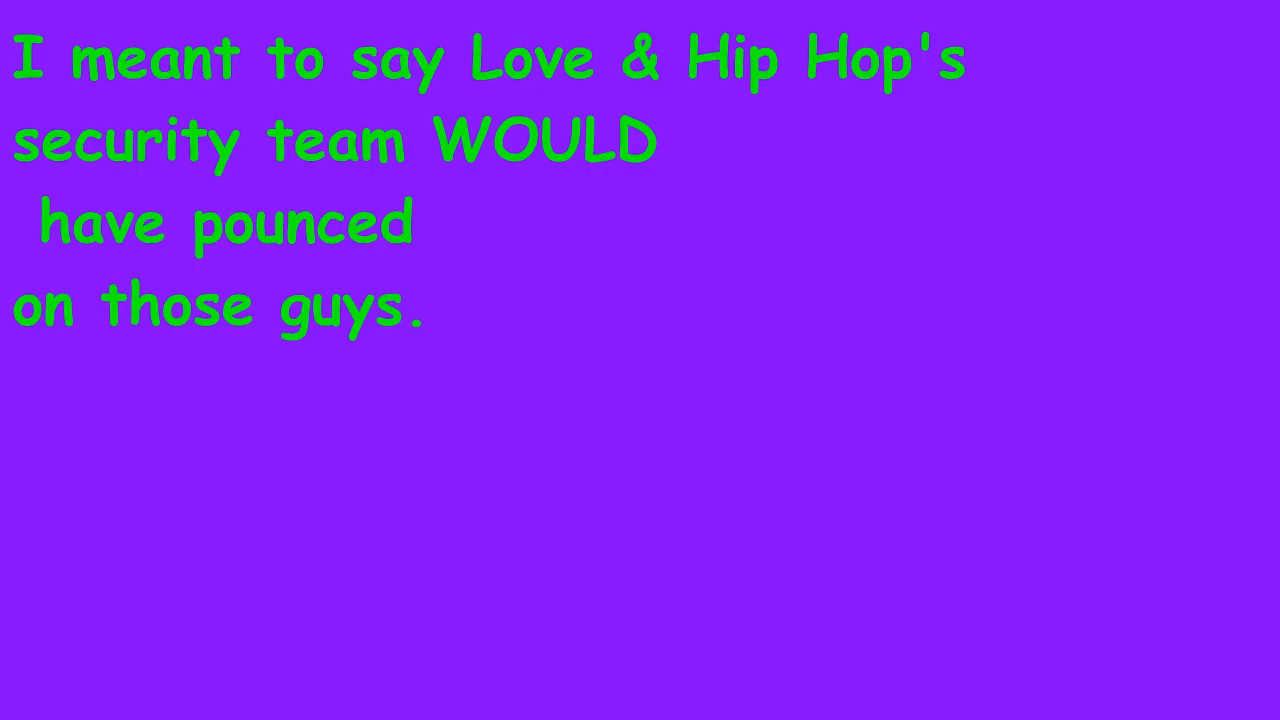 I meant to say Love & Hip Hop's
security team WOULD
have pounced
on those guys.